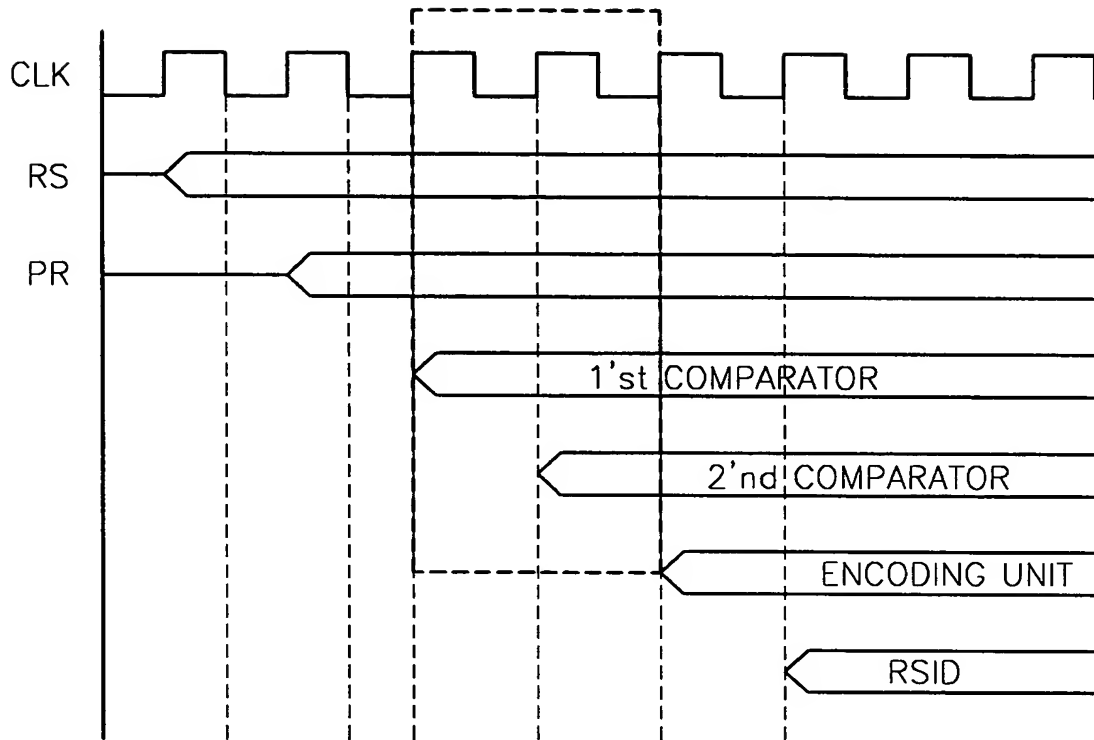 CLK
RS
PR
1'st COMPARATOR
2'nd COMPARATOR
ENCODING UNIT
RSID